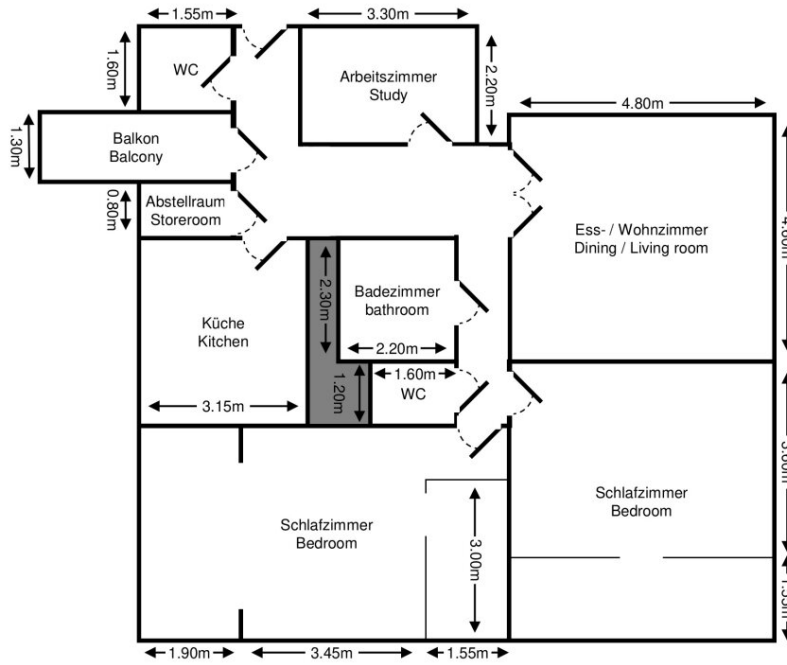 1.55m
3.30m
1.60m
WC
Arbeitszimmer
Study
2.20m
4.80m
1.30m
Balkon
Balcony
0.80m
Abstellraum
Storeroom
Ess- / Wohnzimmer
Dining / Living room
2.30m
Badezimmer
bathroom
Küche
Kitchen
2.20m
1.20m
1.60m
WC
3.15m
Schlafzimmer
Bedroom
3.00m
Schlafzimmer
Bedroom
1.90m
3.45m
1.55m